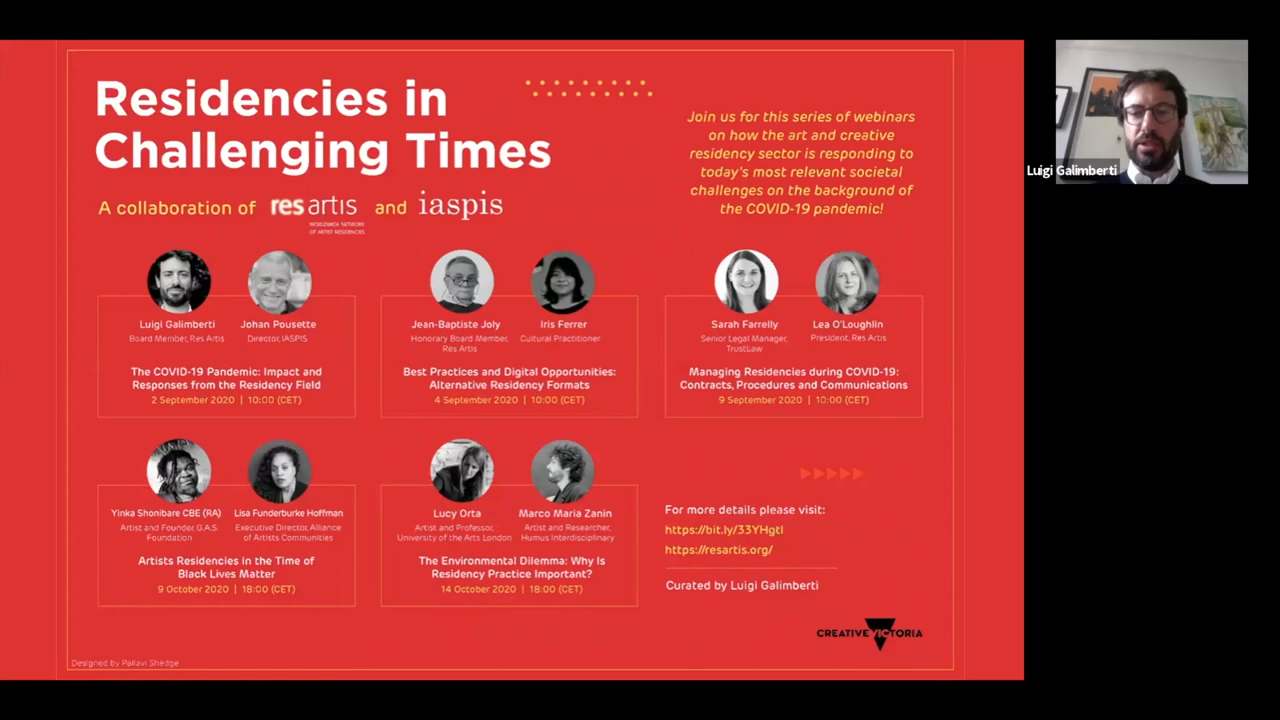 Residencies in
Challenging Times
A collaboration of res artis and iaspis
WORLDWIDE NETWORK
OF ARTIST RESIDENCIES
Join us for this series of webinars
on how the art and creative
residency sector is responding to
today's most relevant societal
challenges on the background of
the COVID-19 pandemic!
Luigi Galimberti
Luigi Galimberti
Board Member, Res Artis
Johan Pousette
Director, IASPIS
The COVID-19 Pandemic: Impact and
Responses from the Residency Field
2 September 2020 | 10:00 (CET)
Jean-Baptiste Joly
Honorary Board Member,
Res Artis
Iris Ferrer
Cultural Practitioner
Best Practices and Digital Opportunities:
Alternative Residency Formats
4 September 2020 | 10:00 (CET)
Sarah Farrelly
Senior Legal Manager,
TrustLaw
Lea O'Loughlin
President, Res Artis
Managing Residencies during COVID-19:
Contracts, Procedures and Communications
9 September 2020 | 10:00 (CET)
Yinka Shonibare CBE (RA)
Artist and Founder, G.A.S.
Foundation
Lisa Funderburke Hoffman
Executive Director, Alliance
of Artists Communities
Artists Residencies in the Time of
Black Lives Matter
9 October 2020 | 18:00 (CET)
Lucy Orta
Artist and Professor,
University of the Arts London
Marco Maria Zanin
Artist and Researcher,
Humus Interdisciplinary
The Environmental Dilemma: Why Is
Residency Practice Important?
14 October 2020 | 18:00 (CET)
For more details please visit:
https://bit.ly/33YHgtI
https://resartis.org/
Curated by Luigi Galimberti
CREATIVE VICTORIA
Designed by Pallavi Shedge